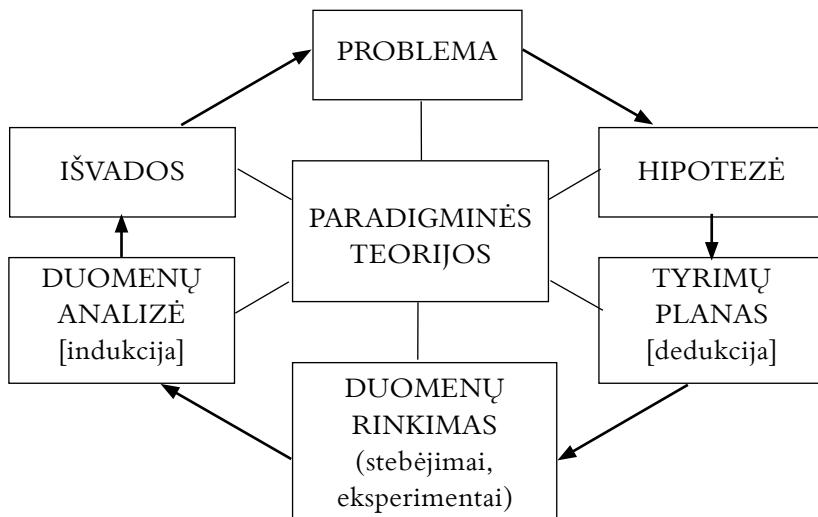 PROBLEMA
IŠVADOS
HIPOTEZĖ
PARADIGMINĖS
TEORIJOS
DUOMENŲ
ANALIZĖ
[indukcija]
TYRIMŲ
PLANAS
[dedukcija]
DUOMENŲ
RINKIMAS
(stebėjimai,
eksperimentai)